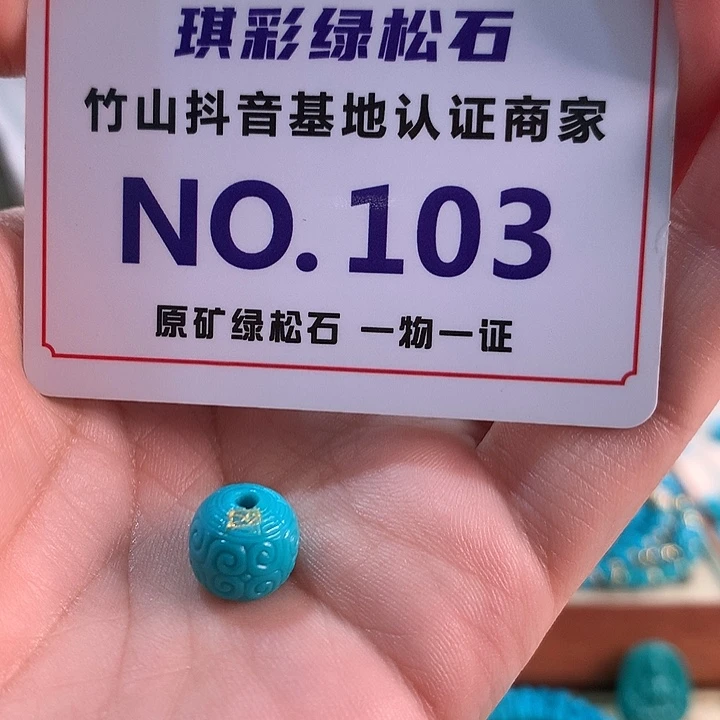 琪彩绿松石
竹山抖音基地认证商家
NO.103
原矿绿松石 一物一证